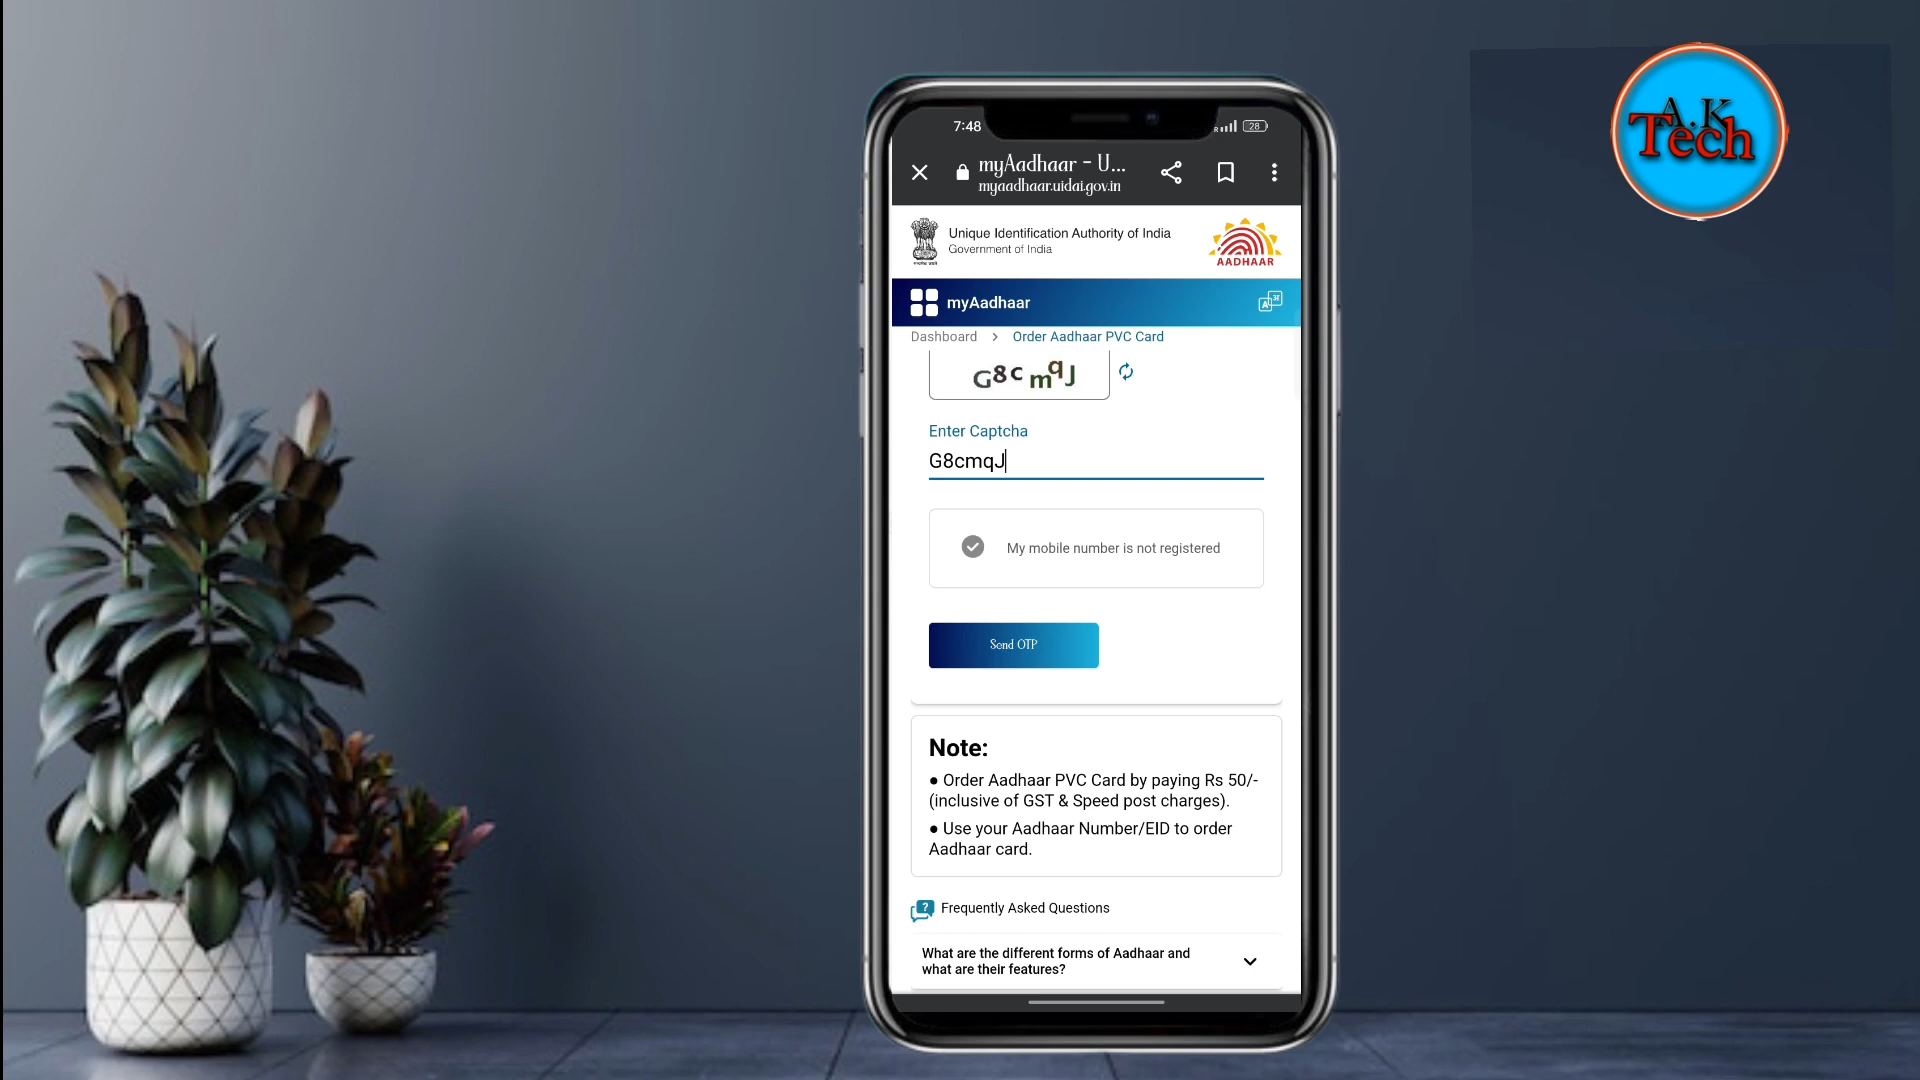 A.K
Tech
7:48
28
myAadhaar - U...
myaadhaar.uidai.gov.in
Unique Identification Authority of India
Government of India
AADHAAR
myAadhaar
Dashboard > Order Aadhaar PVC Card
G8cmqJ
Enter Captcha
G8cmqJ
My mobile number is not registered
Send OTP
Note:
● Order Aadhaar PVC Card by paying Rs 50/-
(inclusive of GST & Speed post charges).
● Use your Aadhaar Number/EID to order
Aadhaar card.
? Frequently Asked Questions
What are the different forms of Aadhaar and
what are their features?